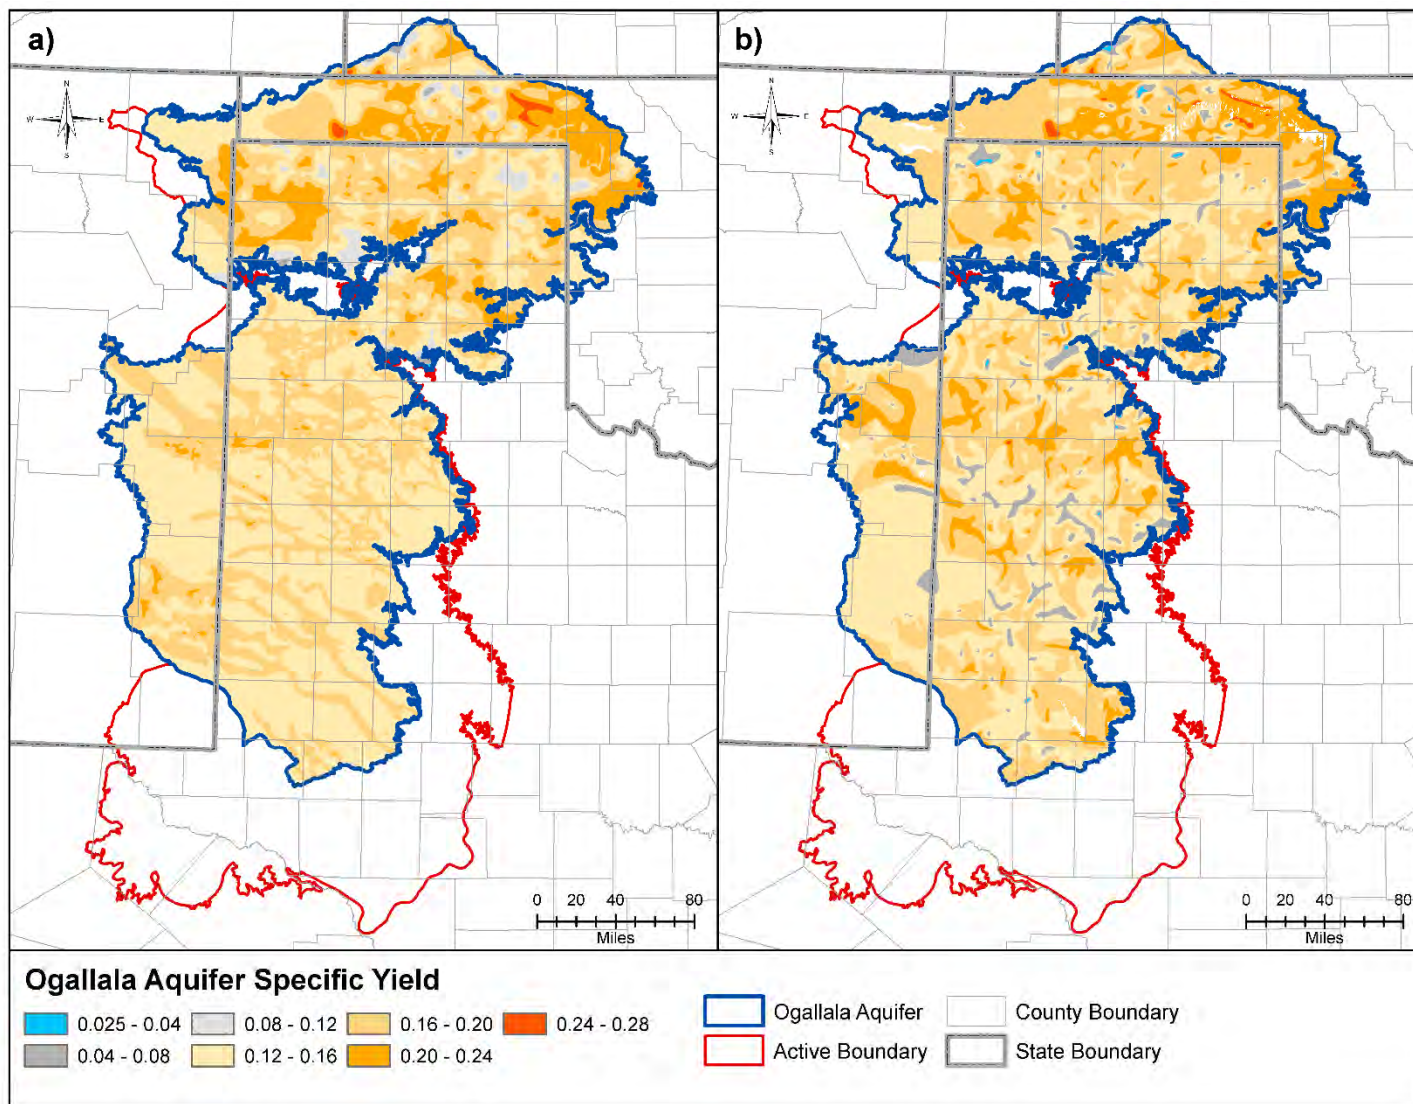 a)
N
W E
S
0 20 40 80
Miles
b)
N
W E
S
0 20 40 80
Miles
Ogallala Aquifer Specific Yield
0.025 - 0.04
0.08 - 0.12
0.16 - 0.20
0.24 - 0.28
0.04 - 0.08
0.12 - 0.16
0.20 - 0.24
Ogallala Aquifer
County Boundary
Active Boundary
State Boundary